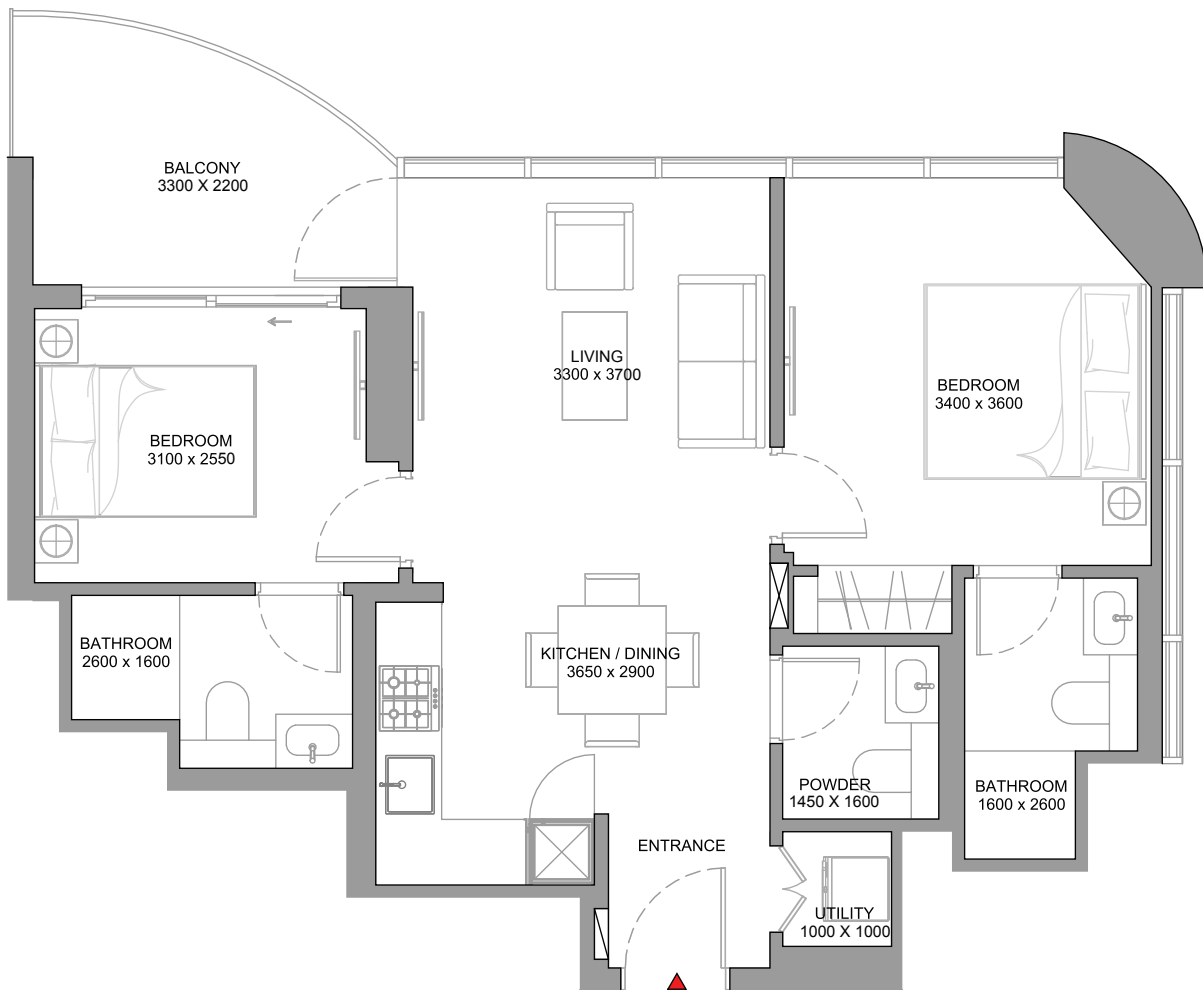 BALCONY
3300 X 2200
LIVING
3300 x 3700
BEDROOM
3400 x 3600
BEDROOM
3100 x 2550
BATHROOM
2600 x 1600
KITCHEN / DINING
3650 x 2900
POWDER
1450 X 1600
BATHROOM
1600 x 2600
ENTRANCE
UTILITY
1000 X 1000